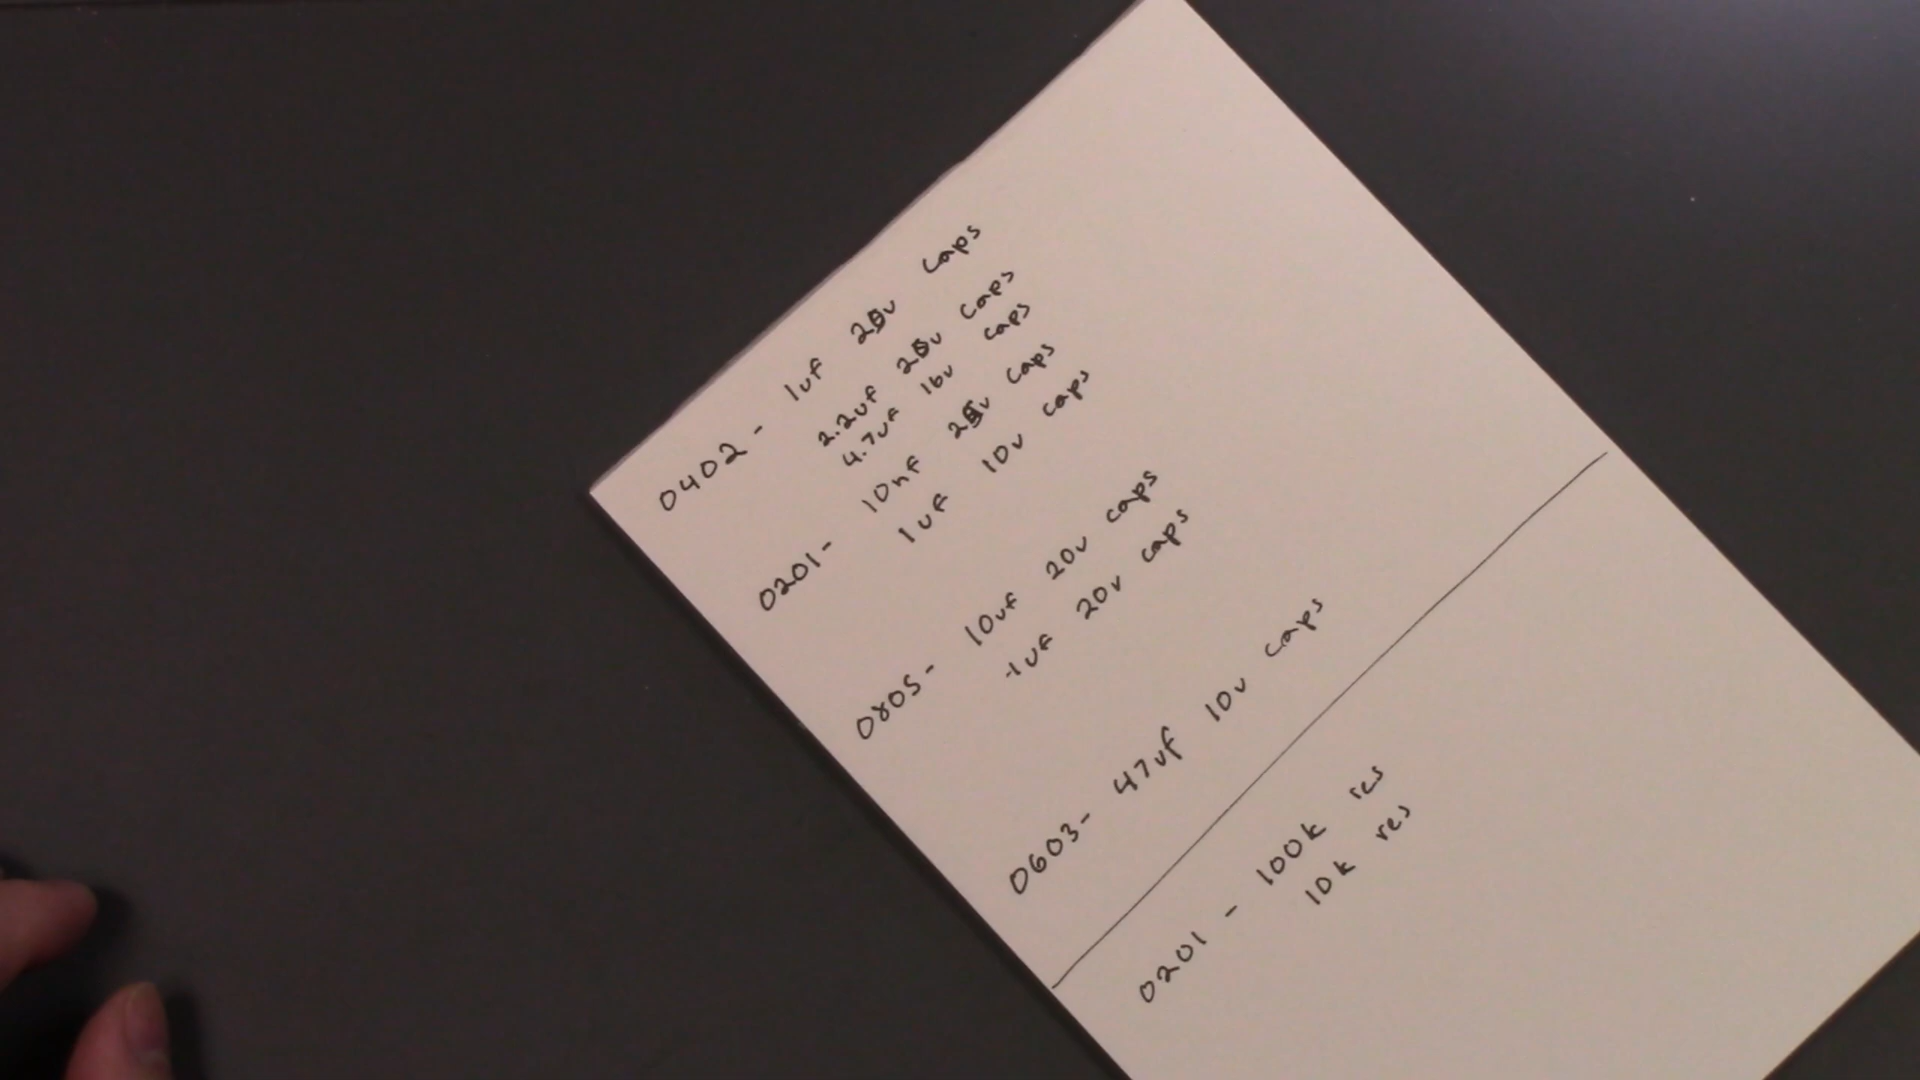 0402 - 1uf 25v caps
2.2uf 25v caps
4.7uf 16v caps
0201 - 10nf 25v caps
1uf 10v caps
0805 - 10uf 20v caps
.1uf 20v caps
0603 - 47uf 10v caps
0201 - 100k res
10k res